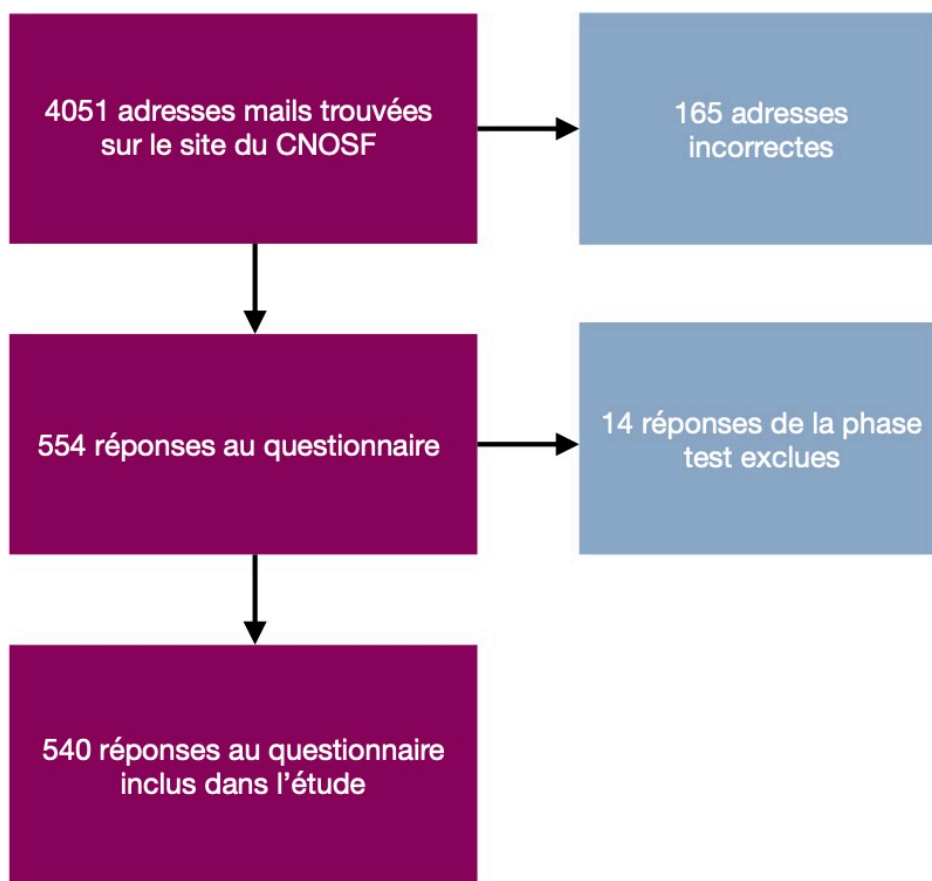 4051 adresses mails trouvées
sur le site du CNOSF
165 adresses
incorrectes
554 réponses au questionnaire
14 réponses de la phase
test exclues
540 réponses au questionnaire
inclus dans l’étude